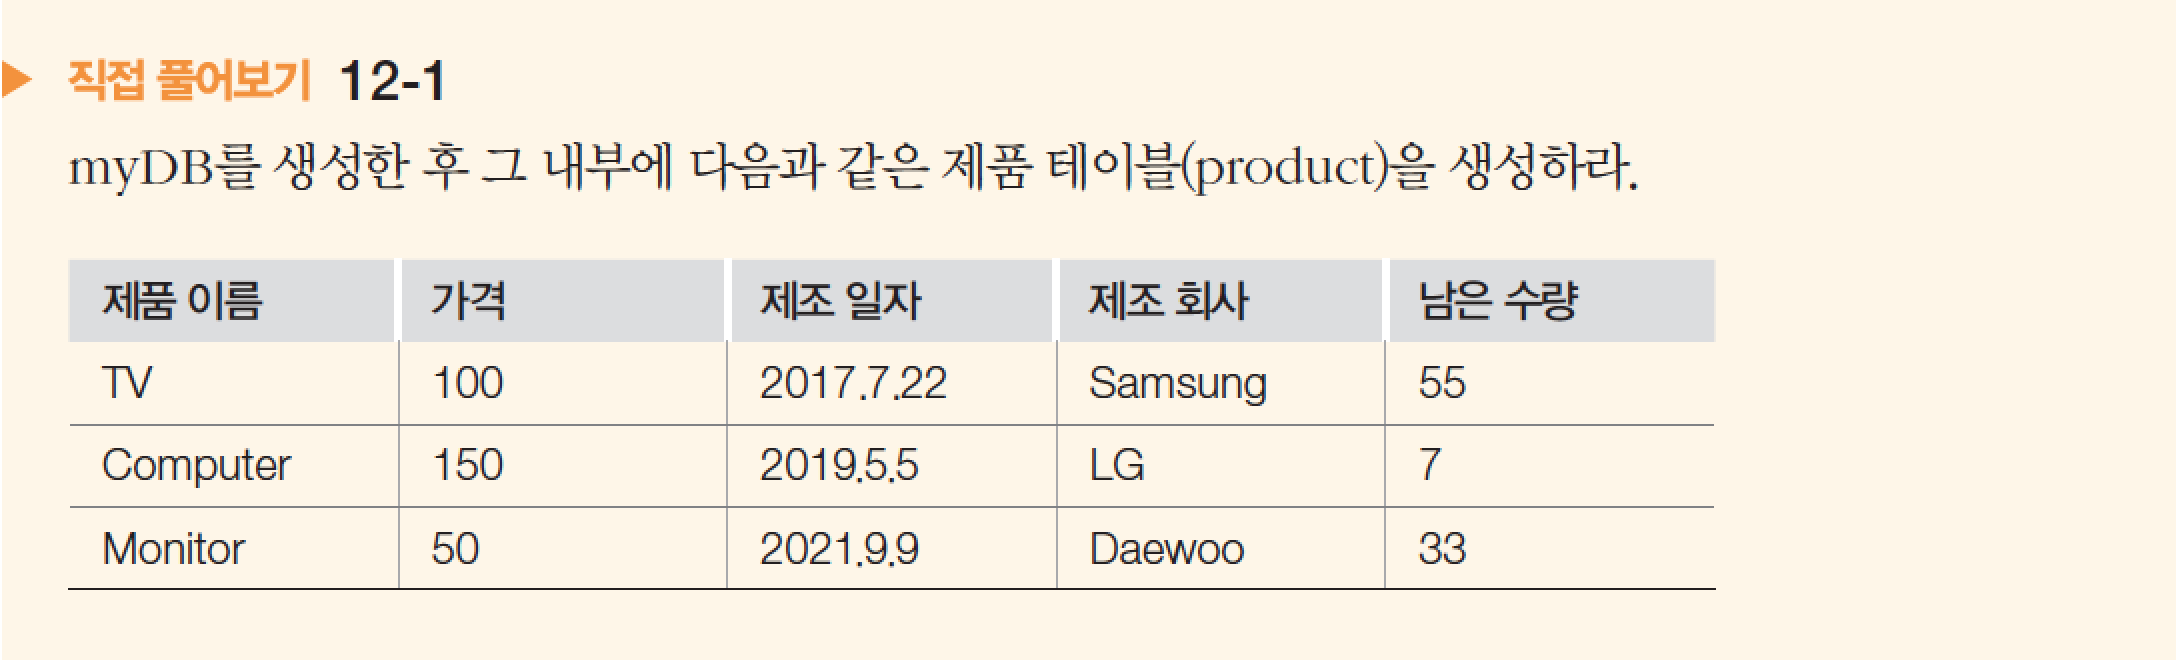 직접 풀어보기 12-1
myDB를 생성한 후 그 내부에 다음과 같은 제품 테이블(product)을 생성하라.
제품 이름 가격 제조 일자 제조 회사 남은 수량
TV 100 2017.7.22 Samsung 55
Computer 150 2019.5.5 LG 7
Monitor 50 2021.9.9 Daewoo 33